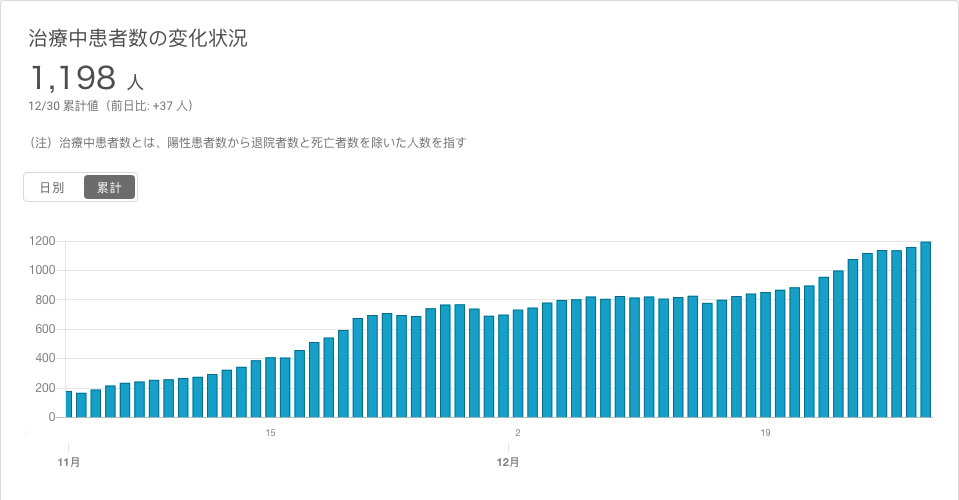 治療中患者数の変化状況
1,198 人
12/30 累計値（前日比: +37 人）
（注）治療中患者数とは、陽性患者数から退院者数と死亡者数を除いた人数を指す
日別 累計
1200
1000
800
600
400
200
0
15 2 19
11月 12月